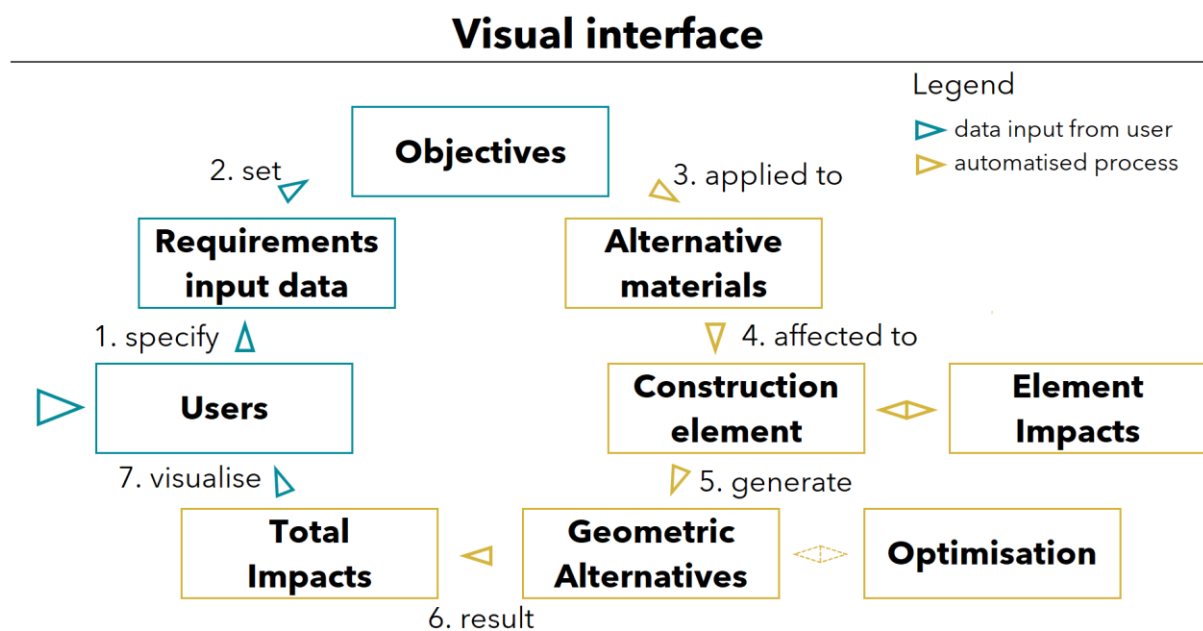 Visual interface
Legend
data input from user
automatised process
Objectives
2. set
3. applied to
Requirements
input data
Alternative
materials
1. specify
4. affected to
Users
Construction
element
Element
Impacts
7. visualise
5. generate
Total
Impacts
Geometric
Alternatives
Optimisation
6. result